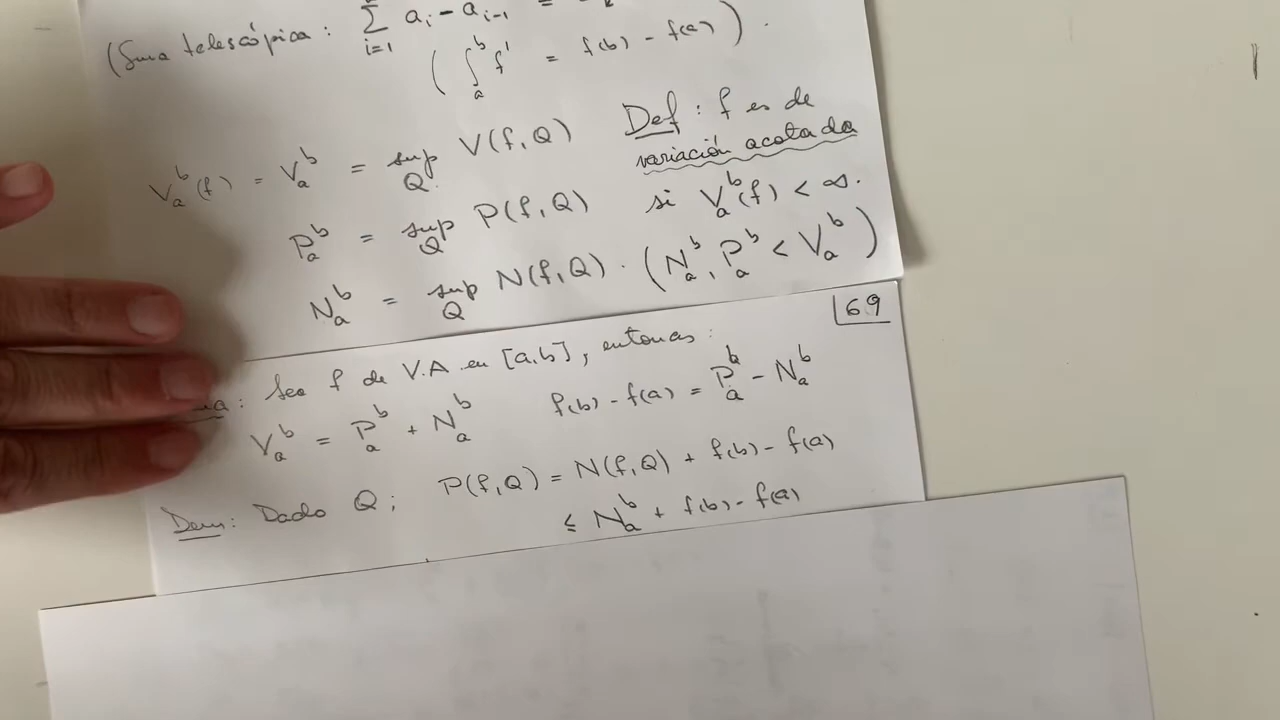 (Suma telescópica: ∑ i=1 a_i - a_{i-1} =
( ∫_a^b f' = f(b) - f(a) ) .
V_a^b(f) = V_a^b = sup_Q V(f,Q)
Def: f es de
variación acotada
si V_a^b(f) < ∞.
P_a^b = sup_Q P(f,Q)
N_a^b = sup_Q N(f,Q) . (N_a^b, P_a^b < V_a^b)
69
: Sea f de V.A en [a,b], entonces:
V_a^b = P_a^b + N_a^b f(b) - f(a) = P_a^b - N_a^b
Dem: Dado Q; P(f,Q) = N(f,Q) + f(b) - f(a)
≤ N_a^b + f(b) - f(a)